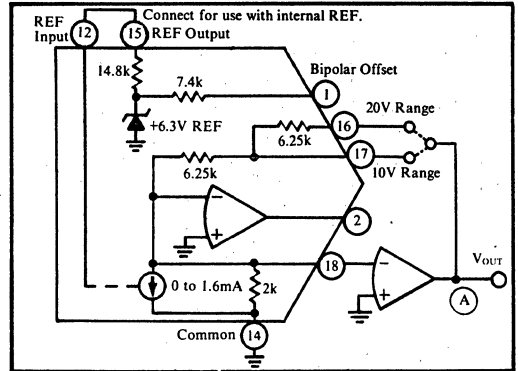 Connect for use with internal REF.
REF Input
12
15
REF Output
14.8k
7.4k
Bipolar Offset
1
+6.3V REF
20V Range
16
6.25k
17
6.25k
10V Range
2
18
VOUT
0 to 1.6mA
2k
A
Common
14